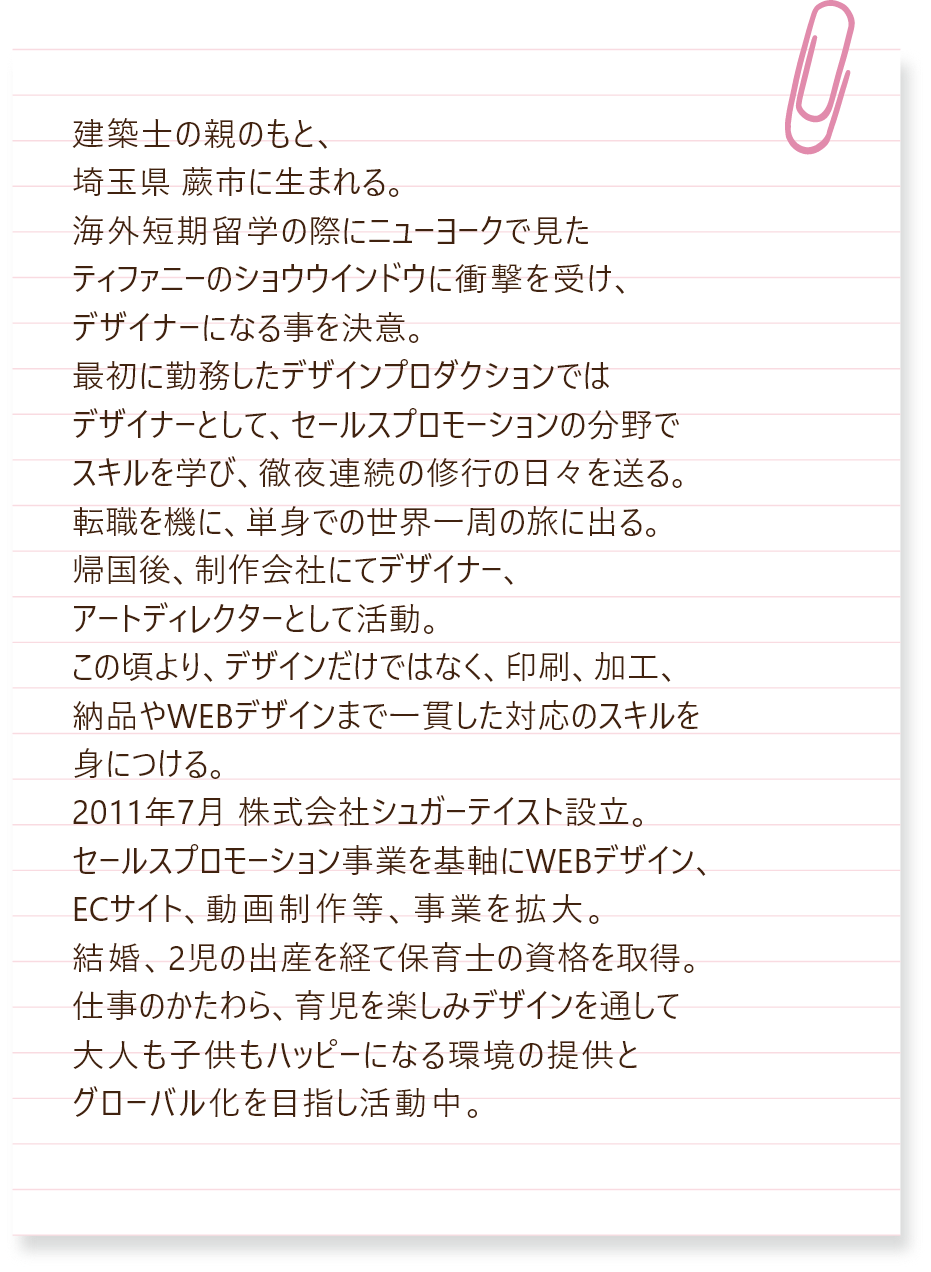 建築士の親のもと、
埼玉県 蕨市に生まれる。
海外短期留学の際にニューヨークで見た
ティファニーのショウウインドウに衝撃を受け、
デザイナーになる事を決意。
最初に勤務したデザインプロダクションでは
デザイナーとして、セールスプロモーションの分野で
スキルを学び、徹夜連続の修行の日々を送る。
転職を機に、単身での世界一周の旅に出る。
帰国後、制作会社にてデザイナー、
アートディレクターとして活動。
この頃より、デザインだけではなく、印刷、加工、
納品やWEBデザインまで一貫した対応のスキルを
身につける。
2011年7月 株式会社シュガーテイスト設立。
セールスプロモーション事業を基軸にWEBデザイン、
ECサイト、動画制作等、事業を拡大。
結婚、2児の出産を経て保育士の資格を取得。
仕事のかたわら、育児を楽しみデザインを通して
大人も子供もハッピーになる環境の提供と
グローバル化を目指し活動中。